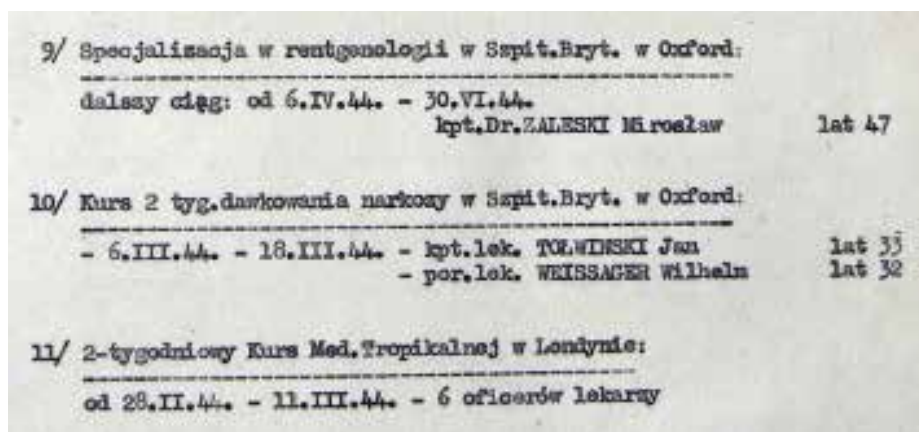 9/ Specjalizacja w rentgenologii w Szpit.Bryt. w Oxford:
dalszy ciąg: od 6.IV.44. - 30.VI.44.
kpt.Dr.ZALESKI Mirosław lat 47
10/ Kurs 2 tyg.dawkowania narkozy w Szpit.Bryt. w Oxford:
- 6.III.44. - 18.III.44. - kpt.lek. TOŁWIŃSKI Jan lat 33
- por.lek. WEISSAGER Wilhelm lat 32
11/ 2-tygodniowy Kurs Med.Tropikalnej w Londynie:
od 28.II.44. - 11.III.44. - 6 oficerów lekarzy